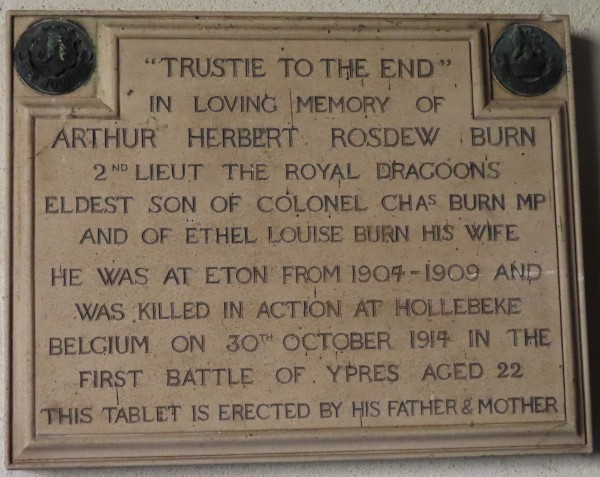 "TRUSTIE TO THE END"
IN LOVING MEMORY OF
ARTHUR HERBERT ROSDEW BURN
2ND LIEUT THE ROYAL DRAGOONS
ELDEST SON OF COLONEL CHAS BURN MP
AND OF ETHEL LOUISE BURN HIS WIFE
HE WAS AT ETON FROM 1904-1909 AND
WAS KILLED IN ACTION AT HOLLEBEKE
BELGIUM ON 30TH OCTOBER 1914 IN THE
FIRST BATTLE OF YPRES AGED 22
THIS TABLET IS ERECTED BY HIS FATHER & MOTHER